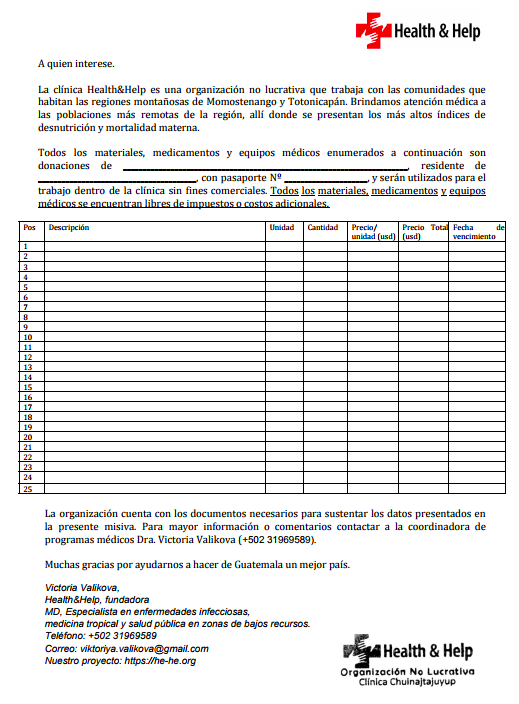 Health & Help
A quien interese.
La clínica Health&Help es una organización no lucrativa que trabaja con las comunidades que
habitan las regiones montañosas de Momostenango y Totonicapán. Brindamos atención médica a
las poblaciones más remotas de la región, allí donde se presentan los más altos índices de
desnutrición y mortalidad materna.
Todos los materiales, medicamentos y equipos médicos enumerados a continuación son
donaciones de ________________________, residente de
________________________, con pasaporte Nº ________________, y serán utilizados para el
trabajo dentro de la clínica sin fines comerciales. Todos los materiales, medicamentos y equipos
médicos se encuentran libres de impuestos o costos adicionales.
Pos Descripción Unidad Cantidad Precio/ Precio Total Fecha de
unidad (usd) (usd) vencimiento
1
2
3
4
5
6
7
8
9
10
11
12
13
14
15
16
17
18
19
20
21
22
23
24
25
La organización cuenta con los documentos necesarios para sustentar los datos presentados en
la presente misiva. Para mayor información o comentarios contactar a la coordinadora de
programas médicos Dra. Victoria Valikova (+502 31969589).
Muchas gracias por ayudarnos a hacer de Guatemala un mejor país.
Victoria Valikova,
Health&Help, fundadora
MD, Especialista en enfermedades infecciosas,
medicina tropical y salud pública en zonas de bajos recursos.
Teléfono: +502 31969589
Correo: viktoriya.valikova@gmail.com
Nuestro proyecto: https://he-he.org
Health & Help
Organización No Lucrativa
Clínica Chuinajtajuyup